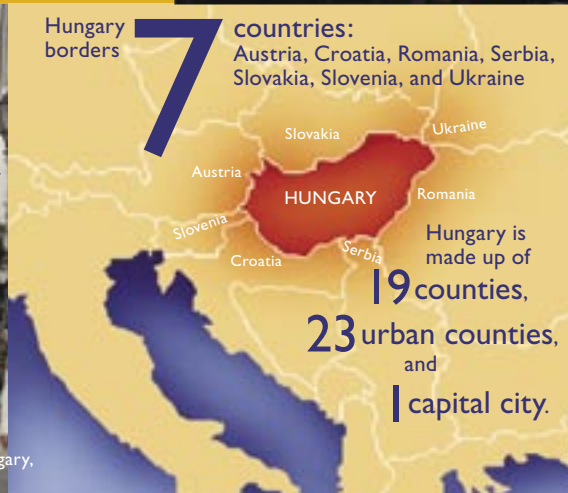 Hungary
borders
7
countries:
Austria, Croatia, Romania, Serbia,
Slovakia, Slovenia, and Ukraine
Slovakia
Ukraine
Austria
HUNGARY
Romania
Slovenia
Croatia
Serbia
Hungary is
made up of
19 counties,
23 urban counties,
and
1 capital city.